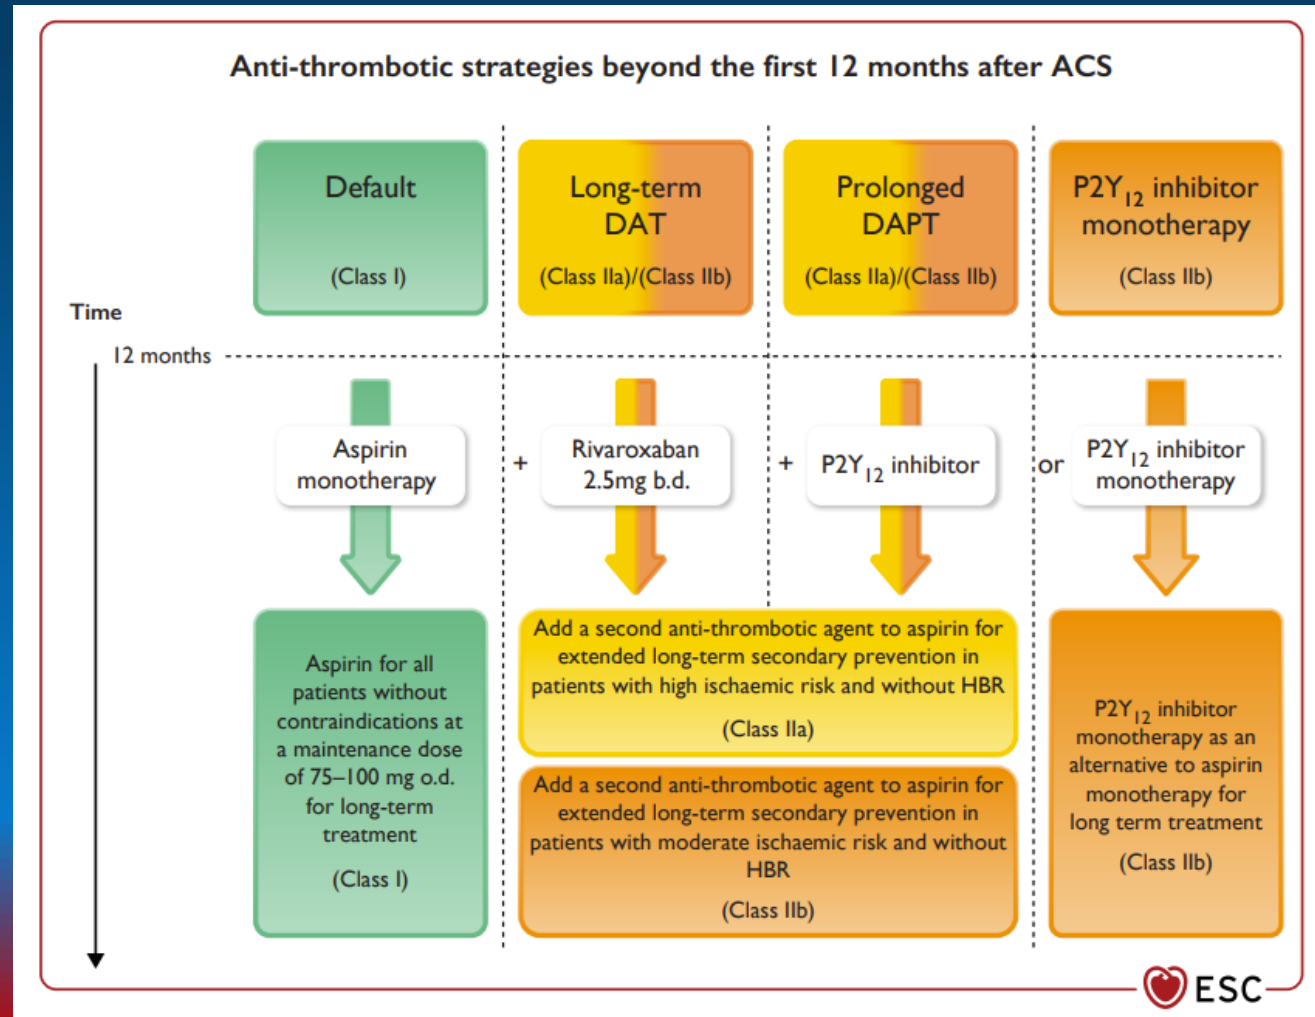 Anti-thrombotic strategies beyond the first 12 months after ACS
Default
(Class I)
Long-term
DAT
(Class IIa)/(Class IIb)
Prolonged
DAPT
(Class IIa)/(Class IIb)
P2Y12 inhibitor
monotherapy
(Class IIb)
Time
12 months
Aspirin
monotherapy
+
Rivaroxaban
2.5mg b.d.
+
P2Y12 inhibitor
or
P2Y12 inhibitor
monotherapy
Aspirin for all
patients without
contraindications at
a maintenance dose
of 75–100 mg o.d.
for long-term
treatment
(Class I)
Add a second anti-thrombotic agent to aspirin for
extended long-term secondary prevention in
patients with high ischaemic risk and without HBR
(Class IIa)
Add a second anti-thrombotic agent to aspirin for
extended long-term secondary prevention in
patients with moderate ischaemic risk and without
HBR
(Class IIb)
P2Y12 inhibitor
monotherapy as an
alternative to aspirin
monotherapy for
long term treatment
(Class IIb)
ESC